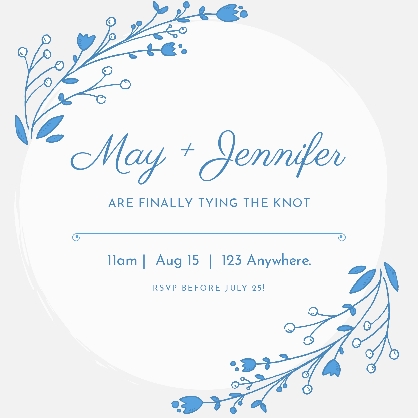 May + Jennifer
ARE FINALLY TYING THE KNOT
11am | Aug 15 | 123 Anywhere.
RSVP BEFORE JULY 25!